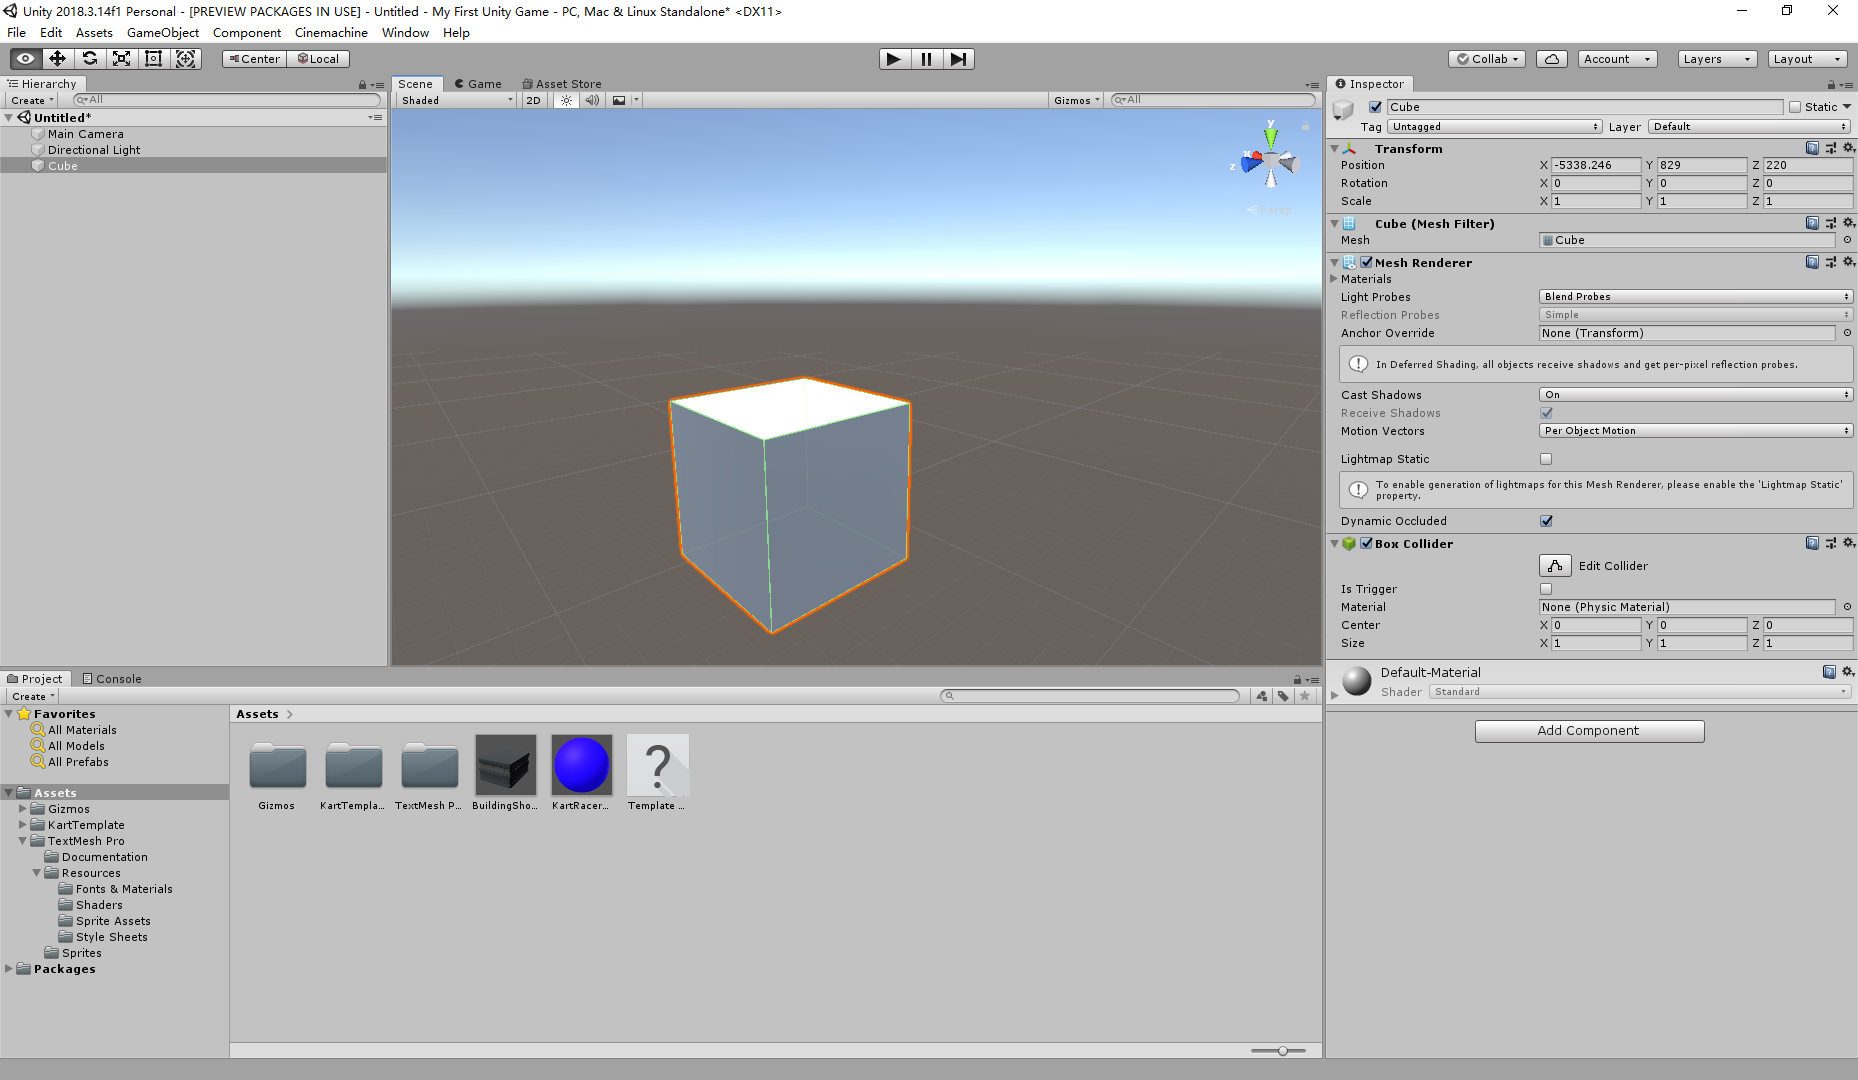 Unity 2018.3.14f1 Personal - [PREVIEW PACKAGES IN USE] - Untitled - My First Unity Game - PC, Mac & Linux Standalone* <DX11>
File Edit Assets GameObject Component Cinemachine Window Help
Center Local Collab Account Layers Layout
Hierarchy
Create All
Untitled*
Main Camera
Directional Light
Cube
Scene Game Asset Store
Shaded 2D Gizmos All
y
x
z
Persp
Inspector
Cube Static
Tag Untagged Layer Default
Transform
Position X -5338.246 Y 829 Z 220
Rotation X 0 Y 0 Z 0
Scale X 1 Y 1 Z 1
Cube (Mesh Filter)
Mesh Cube
Mesh Renderer
Materials
Light Probes Blend Probes
Reflection Probes Simple
Anchor Override None (Transform)
In Deferred Shading, all objects receive shadows and get per-pixel reflection probes.
Cast Shadows On
Receive Shadows
Motion Vectors Per Object Motion
Lightmap Static
To enable generation of lightmaps for this Mesh Renderer, please enable the 'Lightmap Static'
property.
Dynamic Occluded
Box Collider
Edit Collider
Is Trigger
Material None (Physic Material)
Center X 0 Y 0 Z 0
Size X 1 Y 1 Z 1
Default-Material
Shader Standard
Add Component
Project Console
Create
Favorites
All Materials
All Models
All Prefabs
Assets
Gizmos
KartTemplate
TextMesh Pro
Documentation
Resources
Fonts & Materials
Shaders
Sprite Assets
Style Sheets
Sprites
Packages
Assets
Gizmos KartTempla... TextMesh P... BuildingSho... KartRacer... Template ...